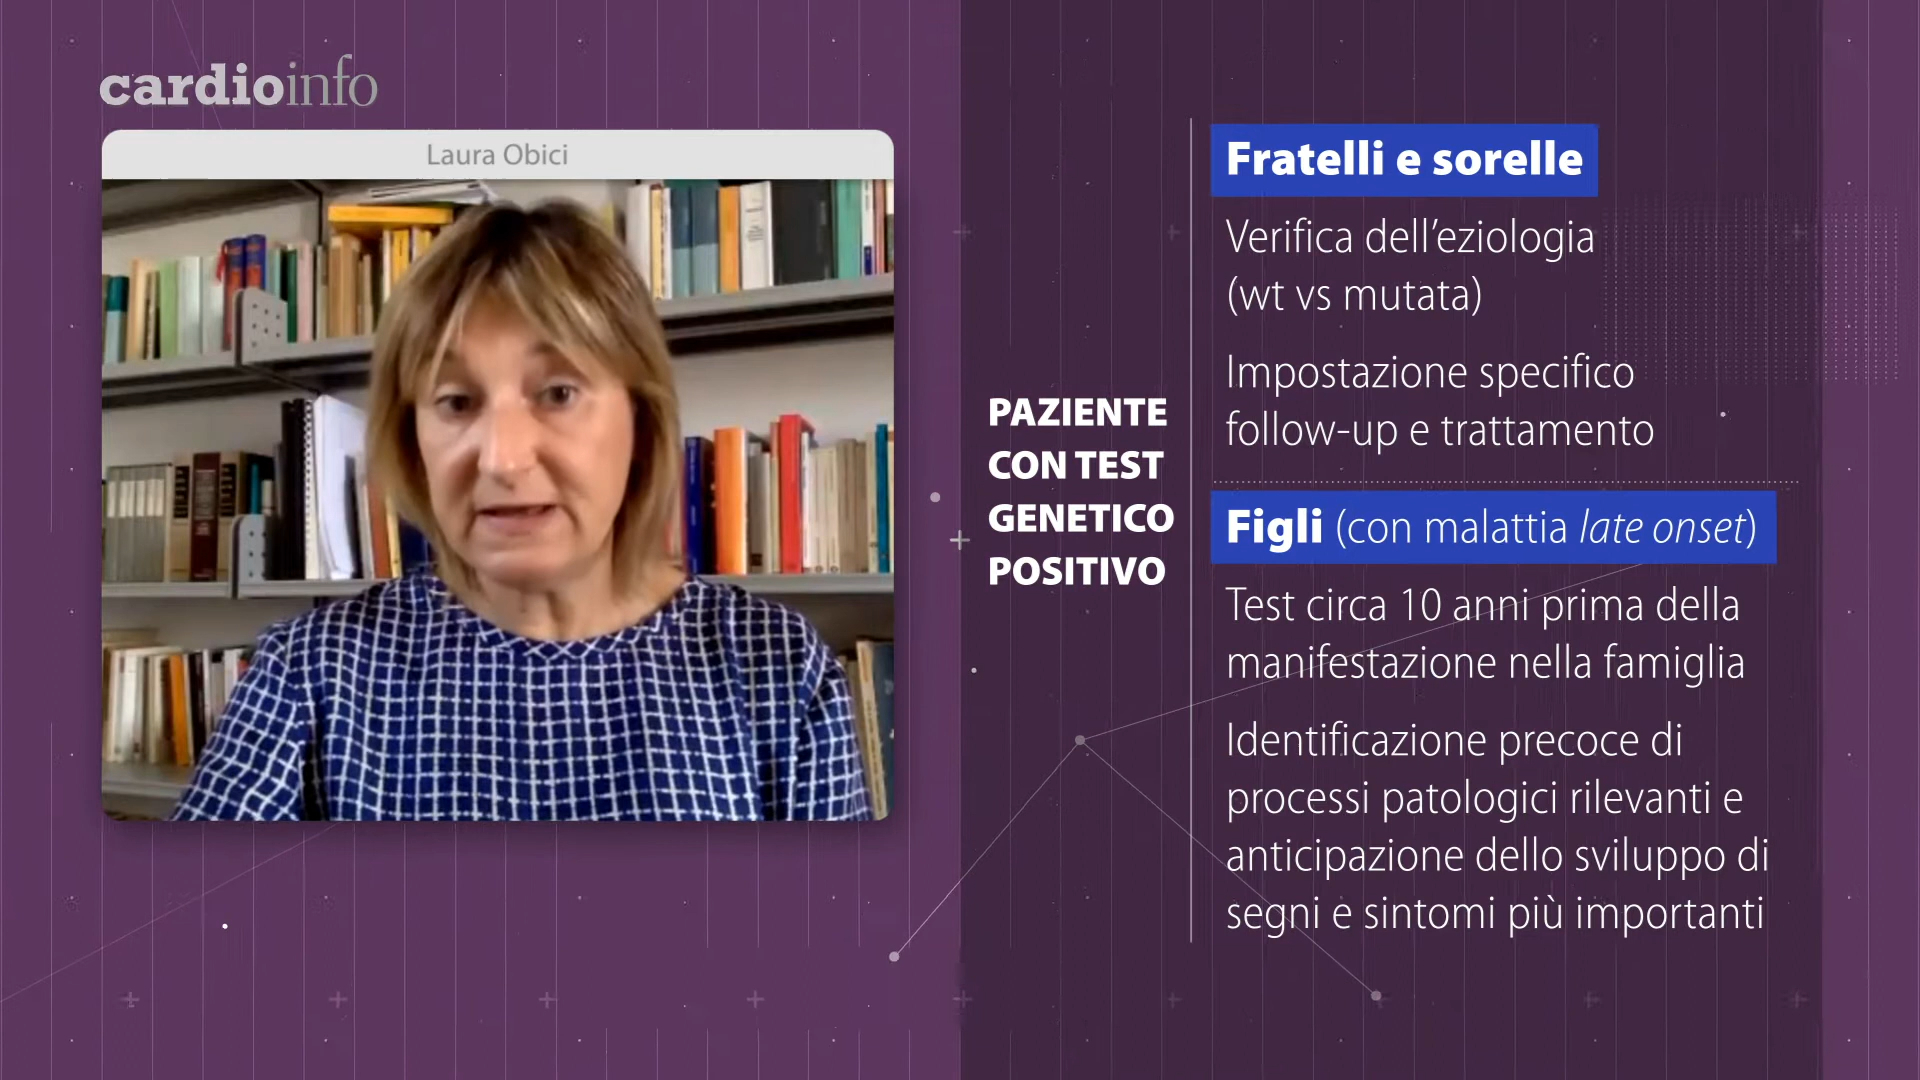 cardioinfo
Laura Obici
PAZIENTE
CON TEST
GENETICO
POSITIVO
Fratelli e sorelle
Verifica dell’eziologia
(wt vs mutata)
Impostazione specifico
follow-up e trattamento
Figli (con malattia late onset)
Test circa 10 anni prima della
manifestazione nella famiglia
Identificazione precoce di
processi patologici rilevanti e
anticipazione dello sviluppo di
segni e sintomi più importanti